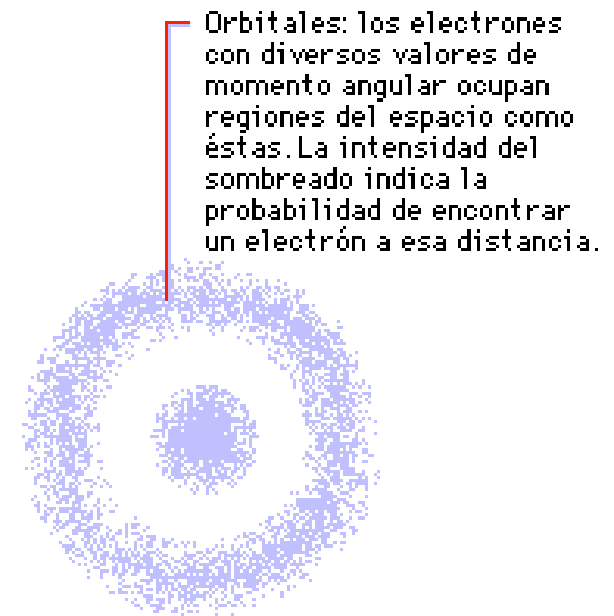 Orbitales: los electrones
con diversos valores de
momento angular ocupan
regiones del espacio como
éstas. La intensidad del
sombreado indica la
probabilidad de encontrar
un electrón a esa distancia.